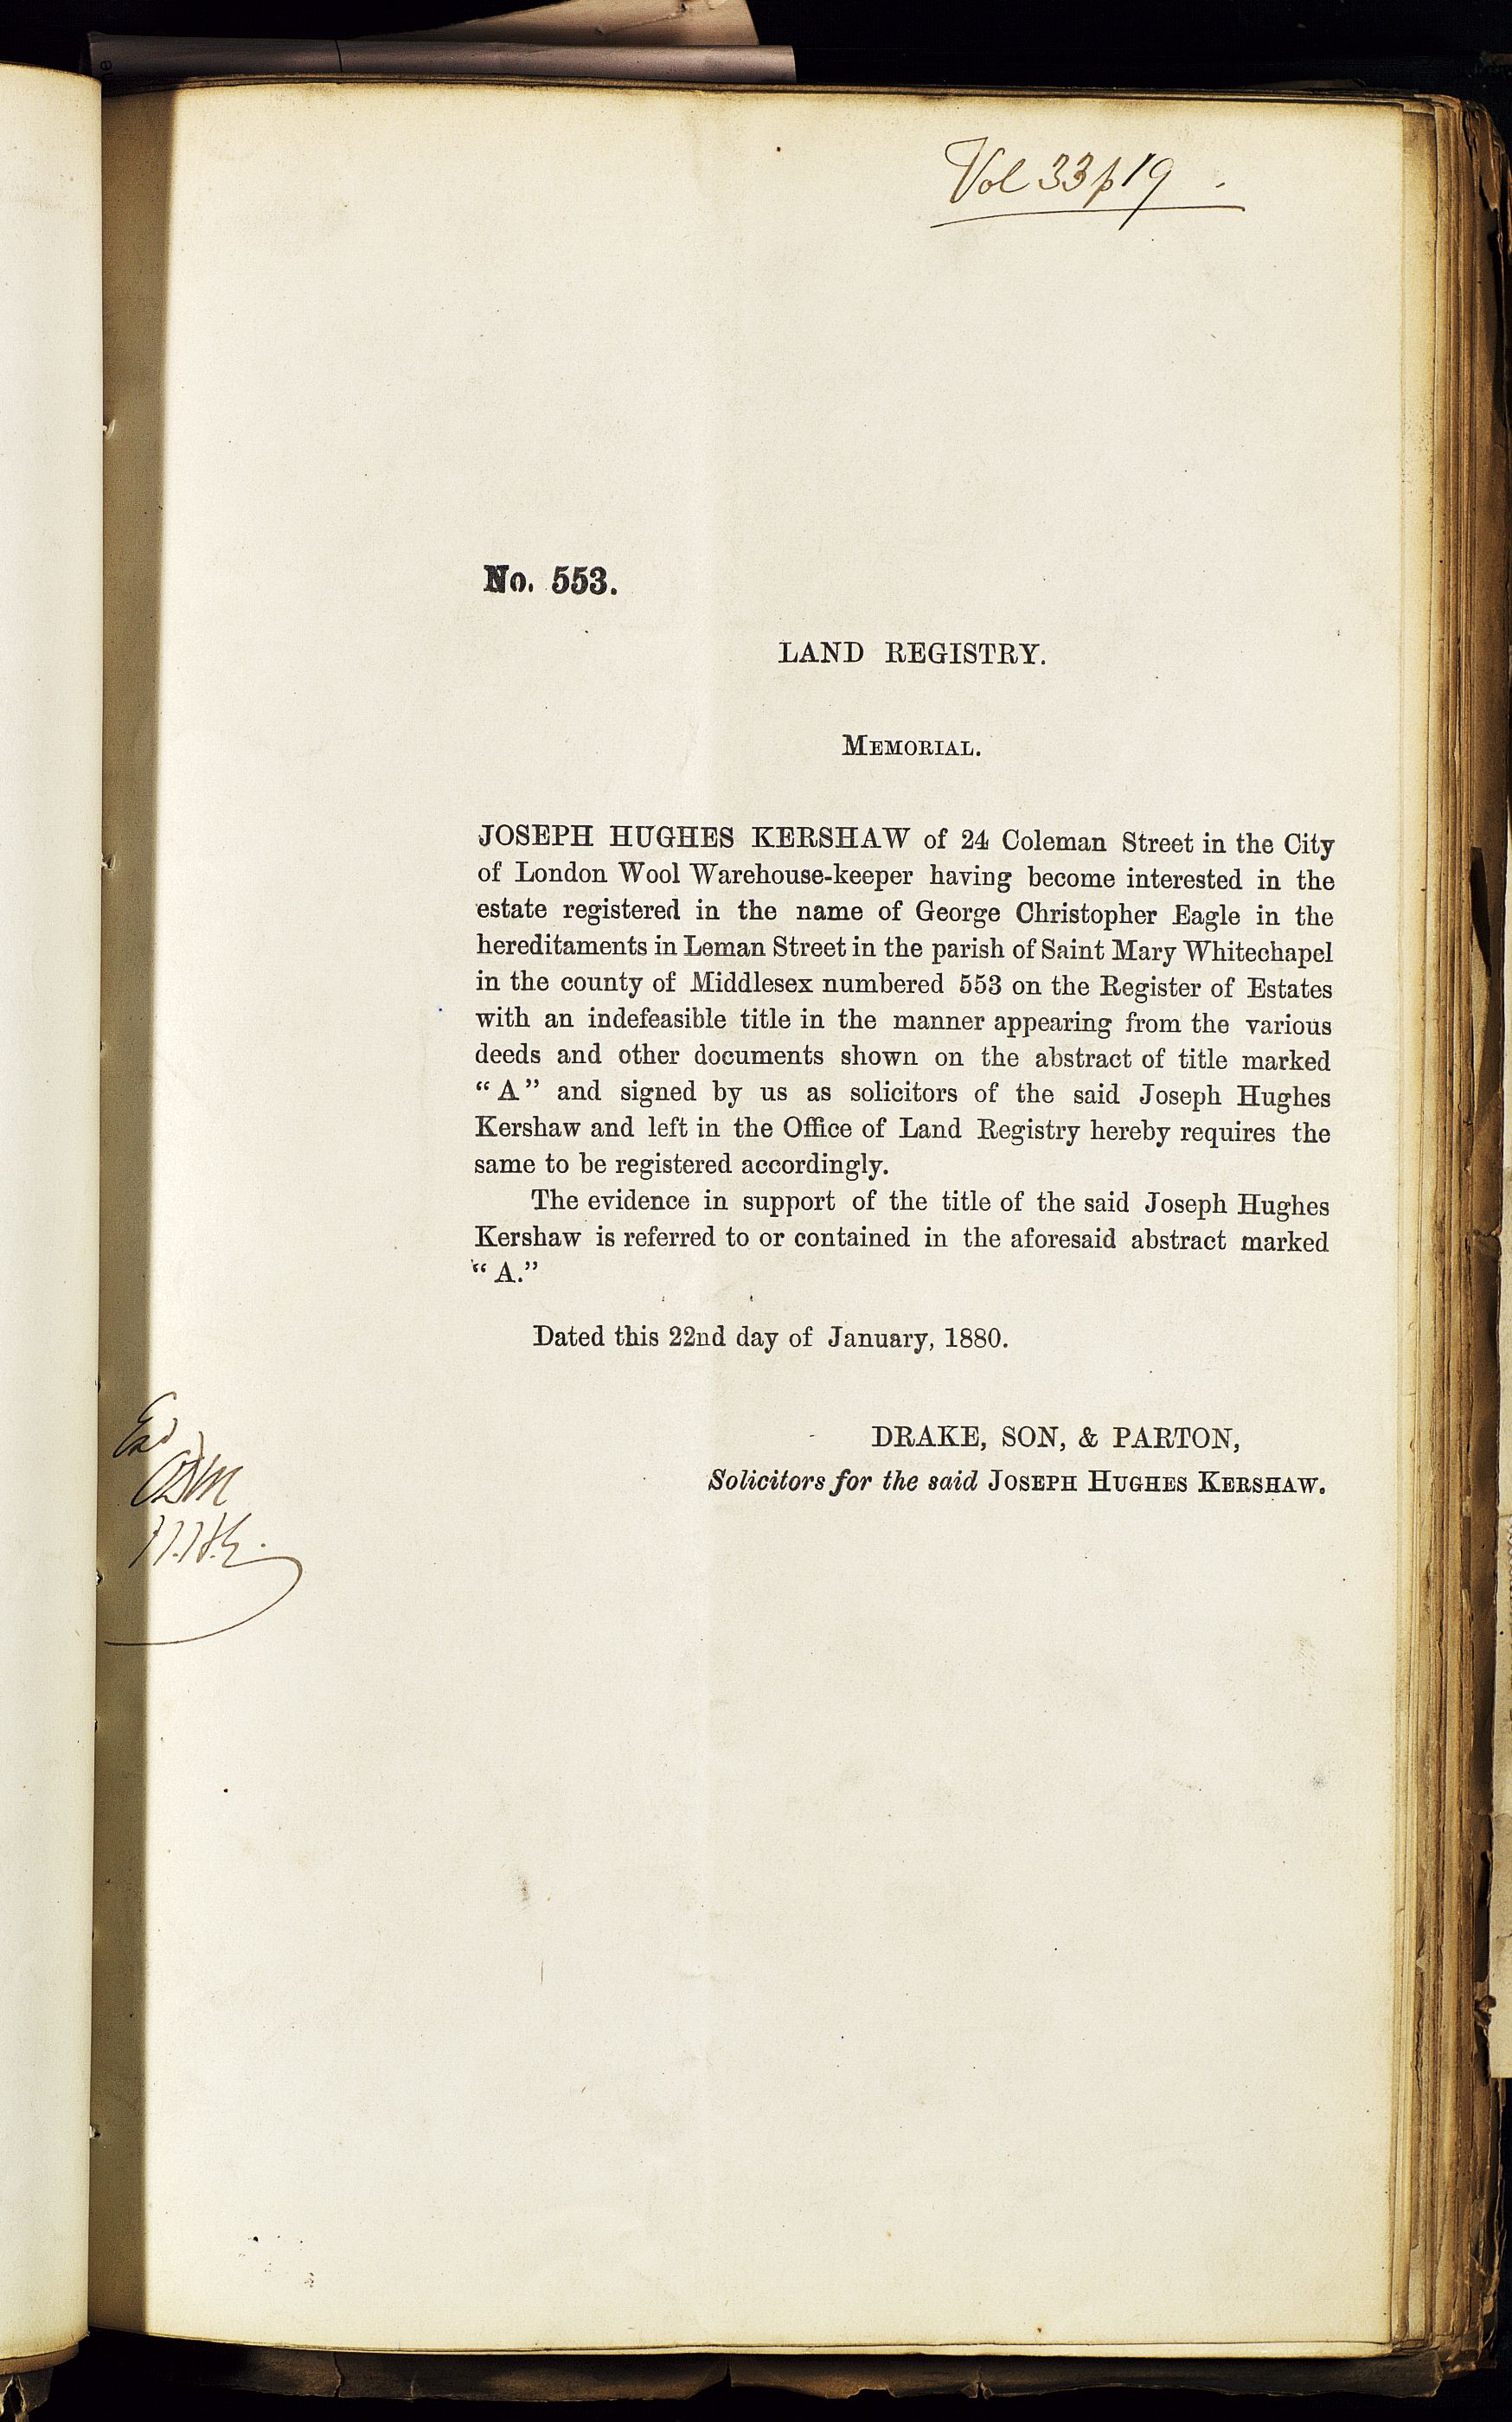 Vol 33 p 19.
No. 553.
LAND REGISTRY.
MEMORIAL.
JOSEPH HUGHES KERSHAW of 24 Coleman Street in the City
of London Wool Warehouse-keeper having become interested in the
estate registered in the name of George Christopher Eagle in the
hereditaments in Leman Street in the parish of Saint Mary Whitechapel
in the county of Middlesex numbered 553 on the Register of Estates
with an indefeasible title in the manner appearing from the various
deeds and other documents shown on the abstract of title marked
“A” and signed by us as solicitors of the said Joseph Hughes
Kershaw and left in the Office of Land Registry hereby requires the
same to be registered accordingly.
The evidence in support of the title of the said Joseph Hughes
Kershaw is referred to or contained in the aforesaid abstract marked
“A.”
Dated this 22nd day of January, 1880.
DRAKE, SON, & PARTON,
Solicitors for the said JOSEPH HUGHES KERSHAW.